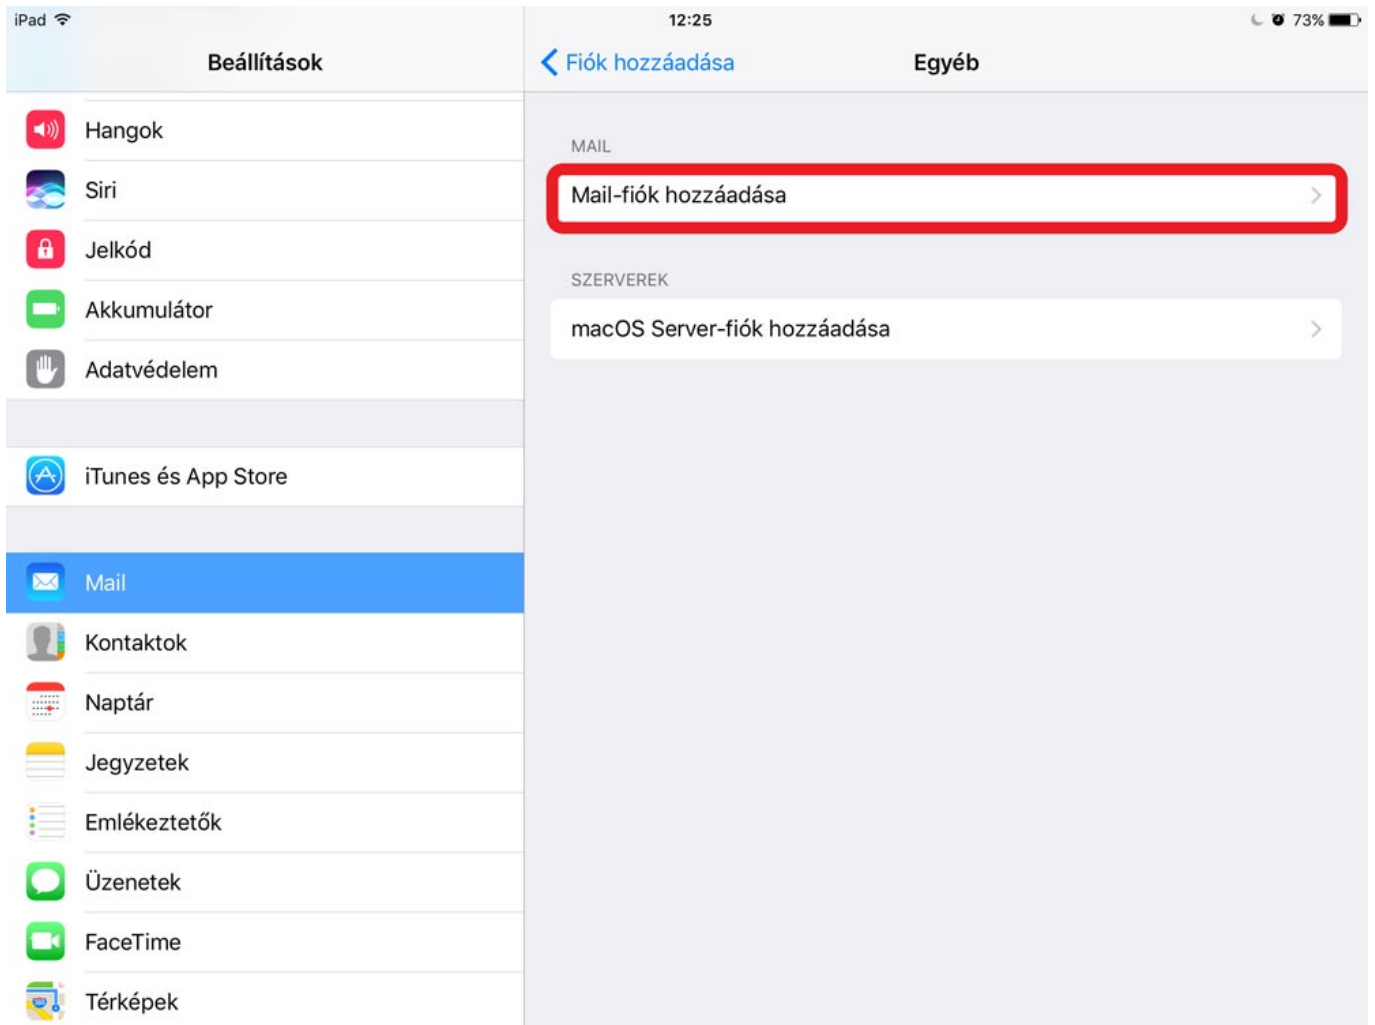 iPad 12:25 73%
Beállítások
Fiók hozzáadása Egyéb
Hangok
Siri
Jelkód
Akkumulátor
Adatvédelem
iTunes és App Store
Mail
Kontaktok
Naptár
Jegyzetek
Emlékeztetők
Üzenetek
FaceTime
Térképek
MAIL
Mail-fiók hozzáadása
SZERVEREK
macOS Server-fiók hozzáadása